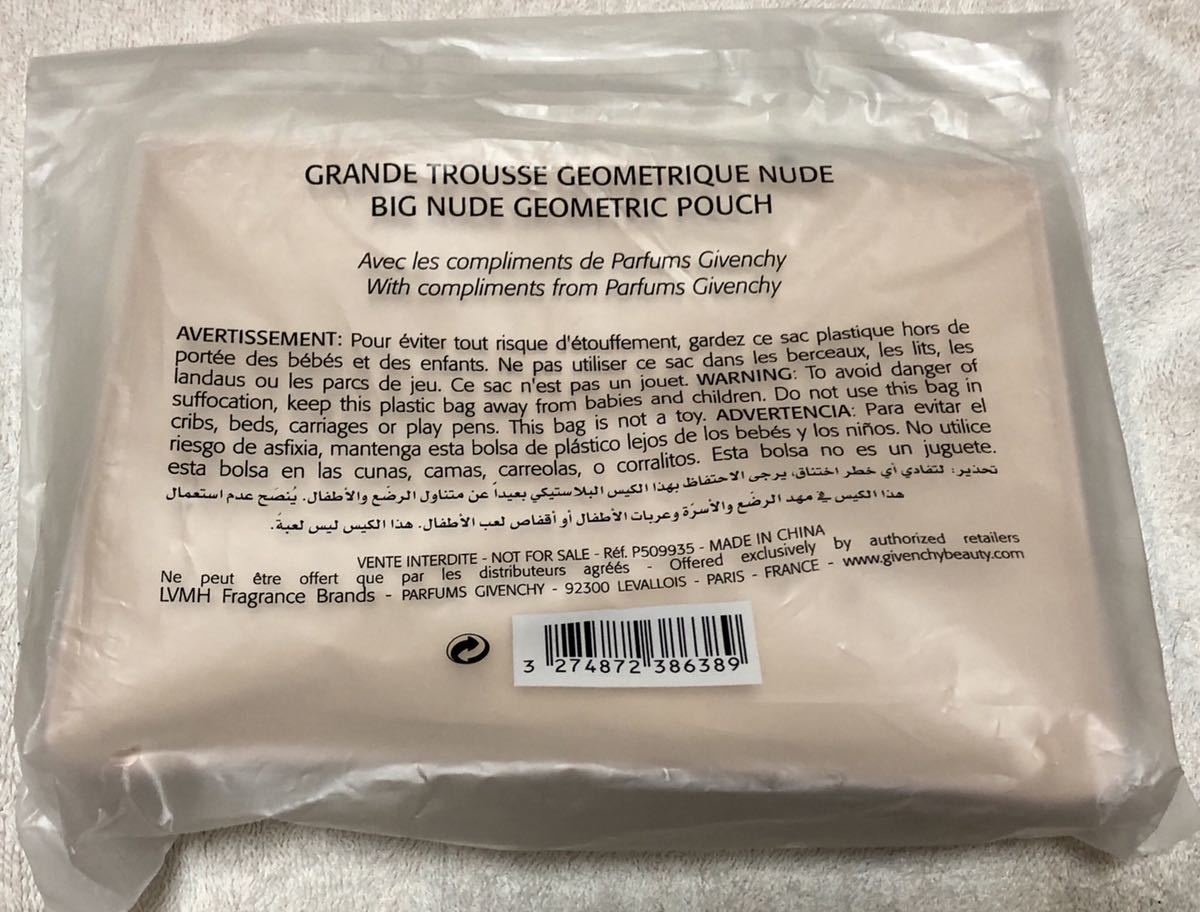 GRANDE TROUSSE GEOMETRIQUE NUDE
BIG NUDE GEOMETRIC POUCH
Avec les compliments de Parfums Givenchy
With compliments from Parfums Givenchy
AVERTISSEMENT: Pour éviter tout risque d'étouffement, gardez ce sac plastique hors de
portée des bébés et des enfants. Ne pas utiliser ce sac dans les berceaux, les lits, les
landaus ou les parcs de jeu. Ce sac n'est pas un jouet. WARNING: To avoid danger of
suffocation, keep this plastic bag away from babies and children. Do not use this bag in
cribs, beds, carriages or play pens. This bag is not a toy. ADVERTENCIA: Para evitar el
riesgo de asfixia, mantenga esta bolsa de plástico lejos de los bebés y los niños. No utilice
esta bolsa en las cunas, camas, carreolas, o corralitos. Esta bolsa no es un juguete.
تحذير: لتفادي أي خطر اختناق، يرجى الاحتفاظ بهذا الكيس البلاستيكي بعيداً عن متناول الرضّع والأطفال. يُنصح عدم استعمال
هذا الكيس في مهد الرضّع والأسرّة وعربات الأطفال أو أقفاص لعب الأطفال. هذا الكيس ليس لعبةً.
VENTE INTERDITE - NOT FOR SALE - Réf. P509935 - MADE IN CHINA
Ne peut être offert que par les distributeurs agréés - Offered exclusively by authorized retailers
LVMH Fragrance Brands - PARFUMS GIVENCHY - 92300 LEVALLOIS - PARIS - FRANCE - www.givenchybeauty.com
3 274872 386389